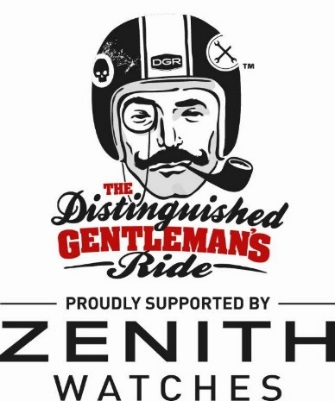 DGR
TM
THE
Distinguished
GENTLEMAN'S
Ride
PROUDLY SUPPORTED BY
ZENITH
WATCHES